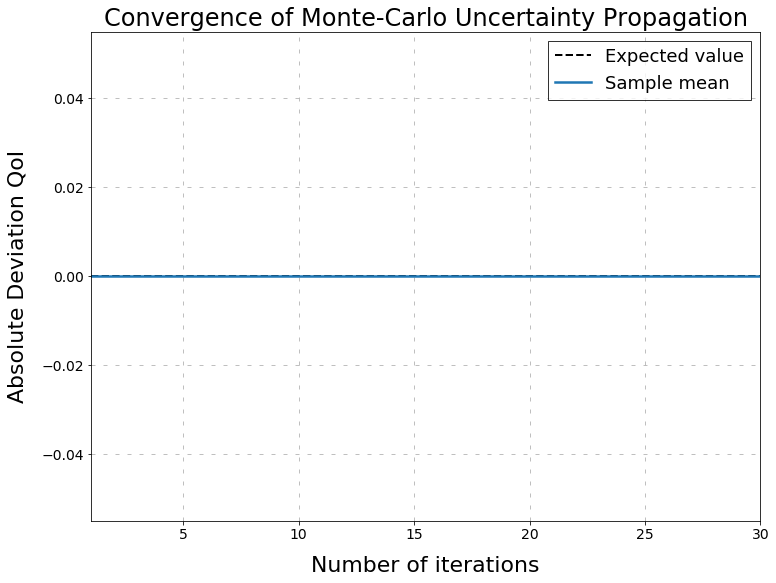 Convergence of Monte-Carlo Uncertainty Propagation
Expected value
Sample mean
0.04
0.02
0.00
−0.02
−0.04
Absolute Deviation QoI
5 10 15 20 25 30
Number of iterations